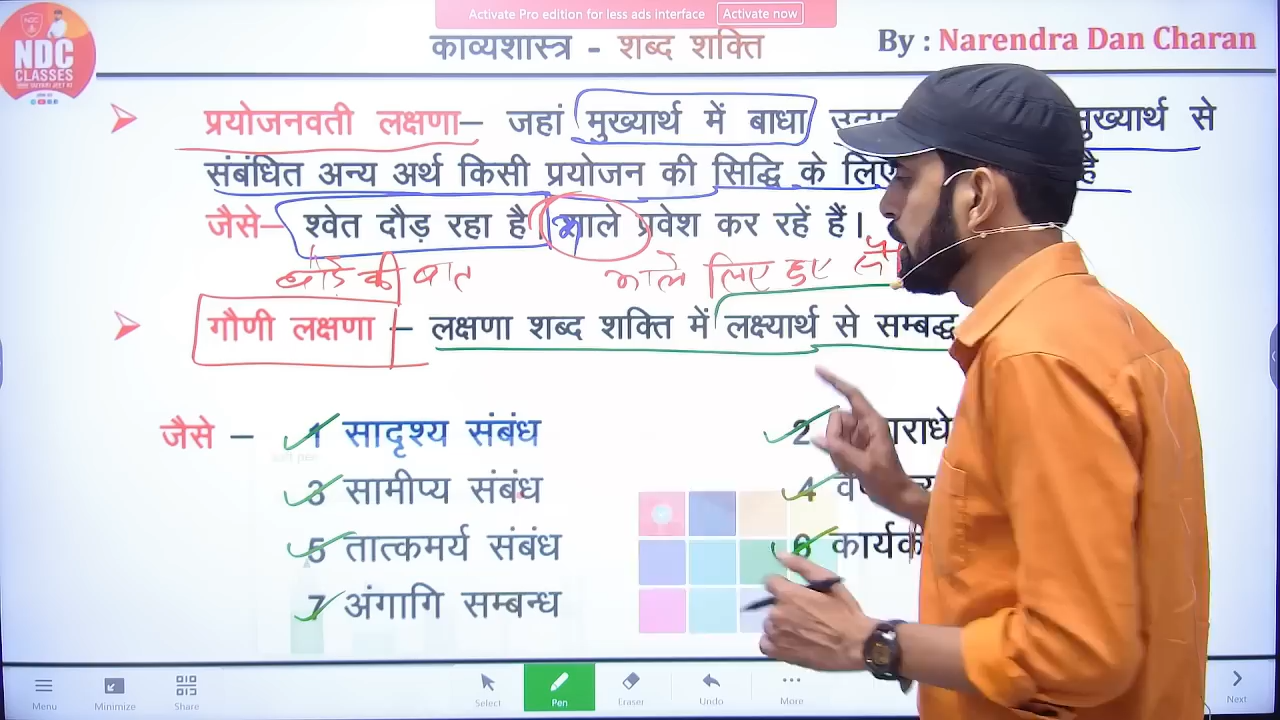 Activate Pro edition for less ads interface Activate now
NDC
CLASSES
काव्यशास्त्र - शब्द शक्ति
By : Narendra Dan Charan
प्रयोजनवती लक्षणा– जहां मुख्यार्थ में बाधा मुख्यार्थ से
संबंधित अन्य अर्थ किसी प्रयोजन की सिद्धि के लिए है
जैसे– श्वेत दौड़ रहा है। भाले प्रवेश कर रहें हैं।
घोडे की बात भाले लिए हुए
गौणी लक्षणा – लक्षणा शब्द शक्ति में लक्ष्यार्थ से सम्बद्ध
जैसे – 1 सादृश्य संबंध 2
3 सामीप्य संबंध 4
5 तात्कमर्य संबंध 6
7 अंगागि सम्बन्ध
Menu Minimize Share Select Pen Eraser Undo More Next